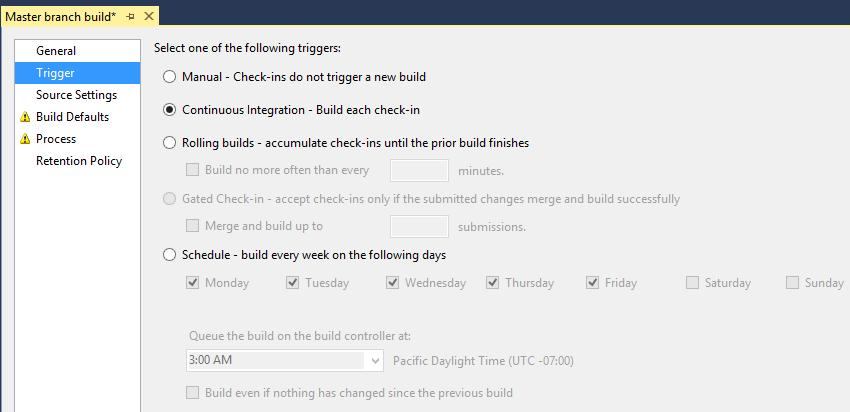 Master branch build*
General
Trigger
Source Settings
Build Defaults
Process
Retention Policy
Select one of the following triggers:
Manual - Check-ins do not trigger a new build
Continuous Integration - Build each check-in
Rolling builds - accumulate check-ins until the prior build finishes
Build no more often than every minutes.
Gated Check-in - accept check-ins only if the submitted changes merge and build successfully
Merge and build up to submissions.
Schedule - build every week on the following days
Monday Tuesday Wednesday Thursday Friday Saturday Sunday
Queue the build on the build controller at:
3:00 AM Pacific Daylight Time (UTC -07:00)
Build even if nothing has changed since the previous build